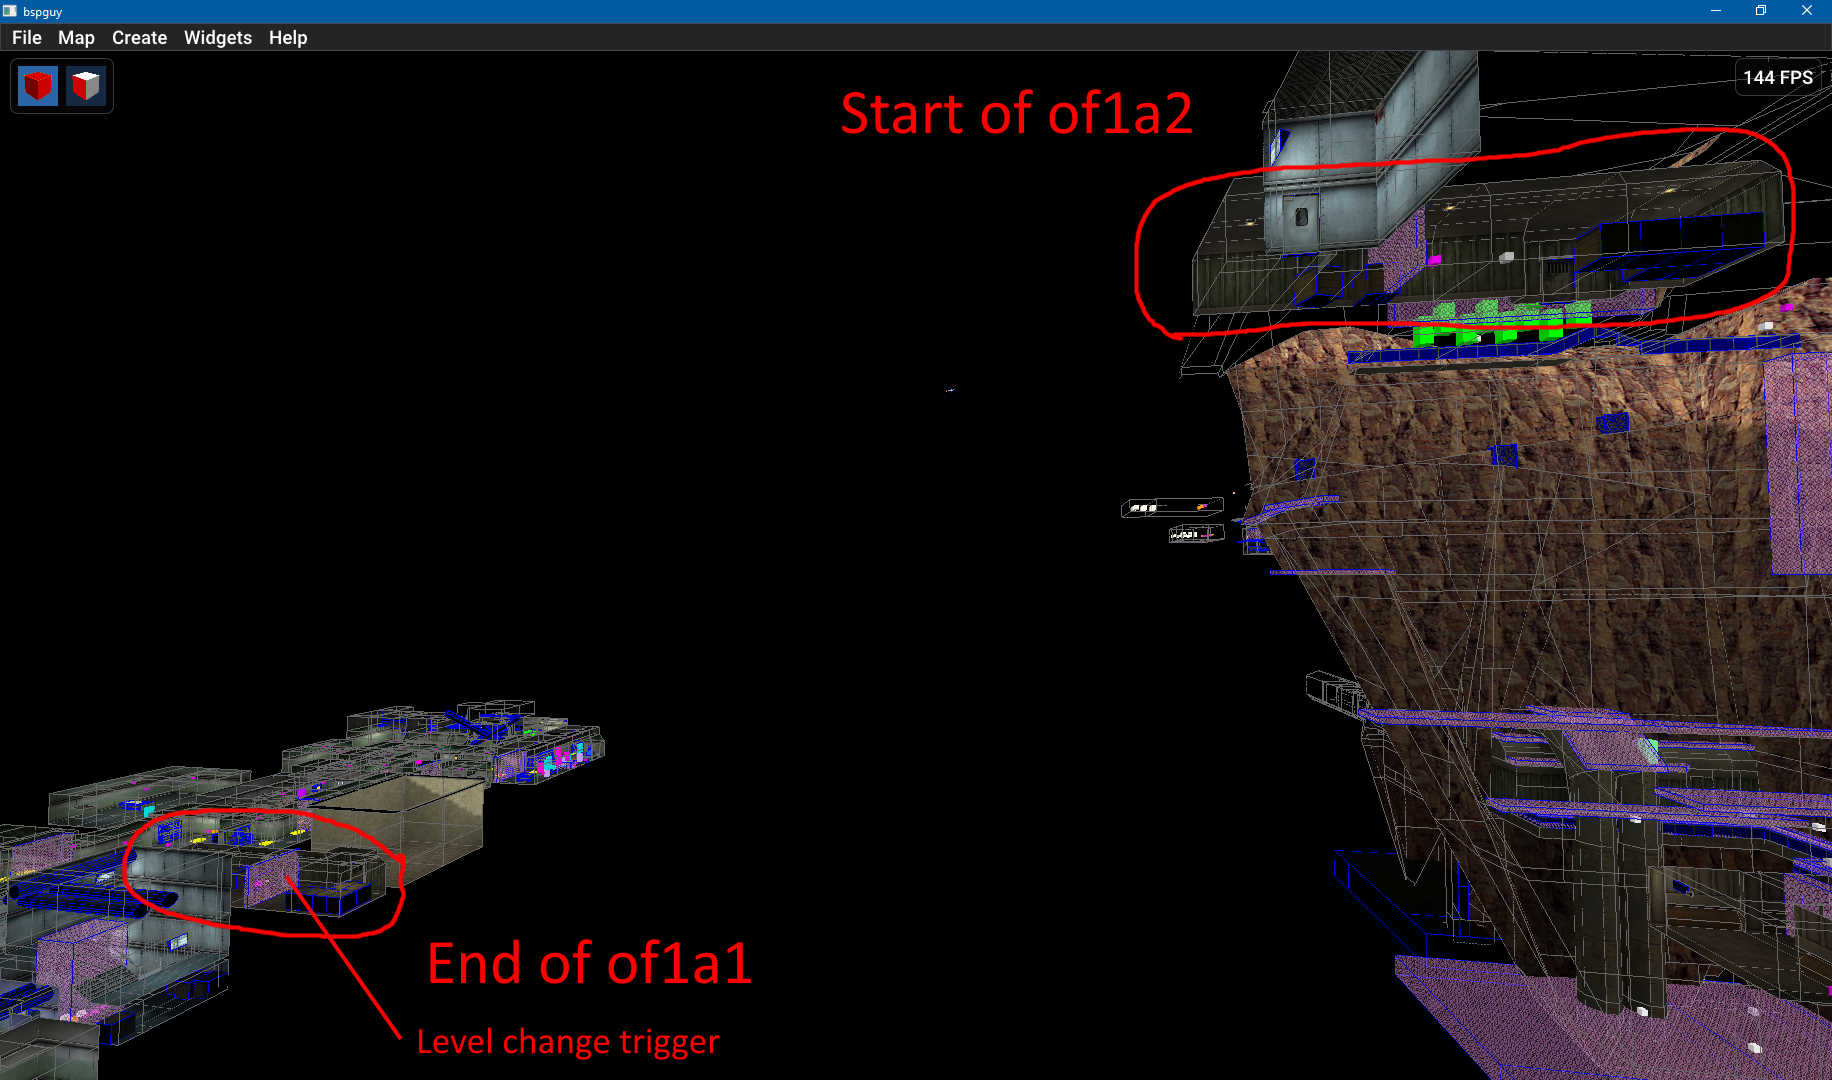 bspguy
File Map Create Widgets Help
144 FPS
Start of of1a2
End of of1a1
Level change trigger